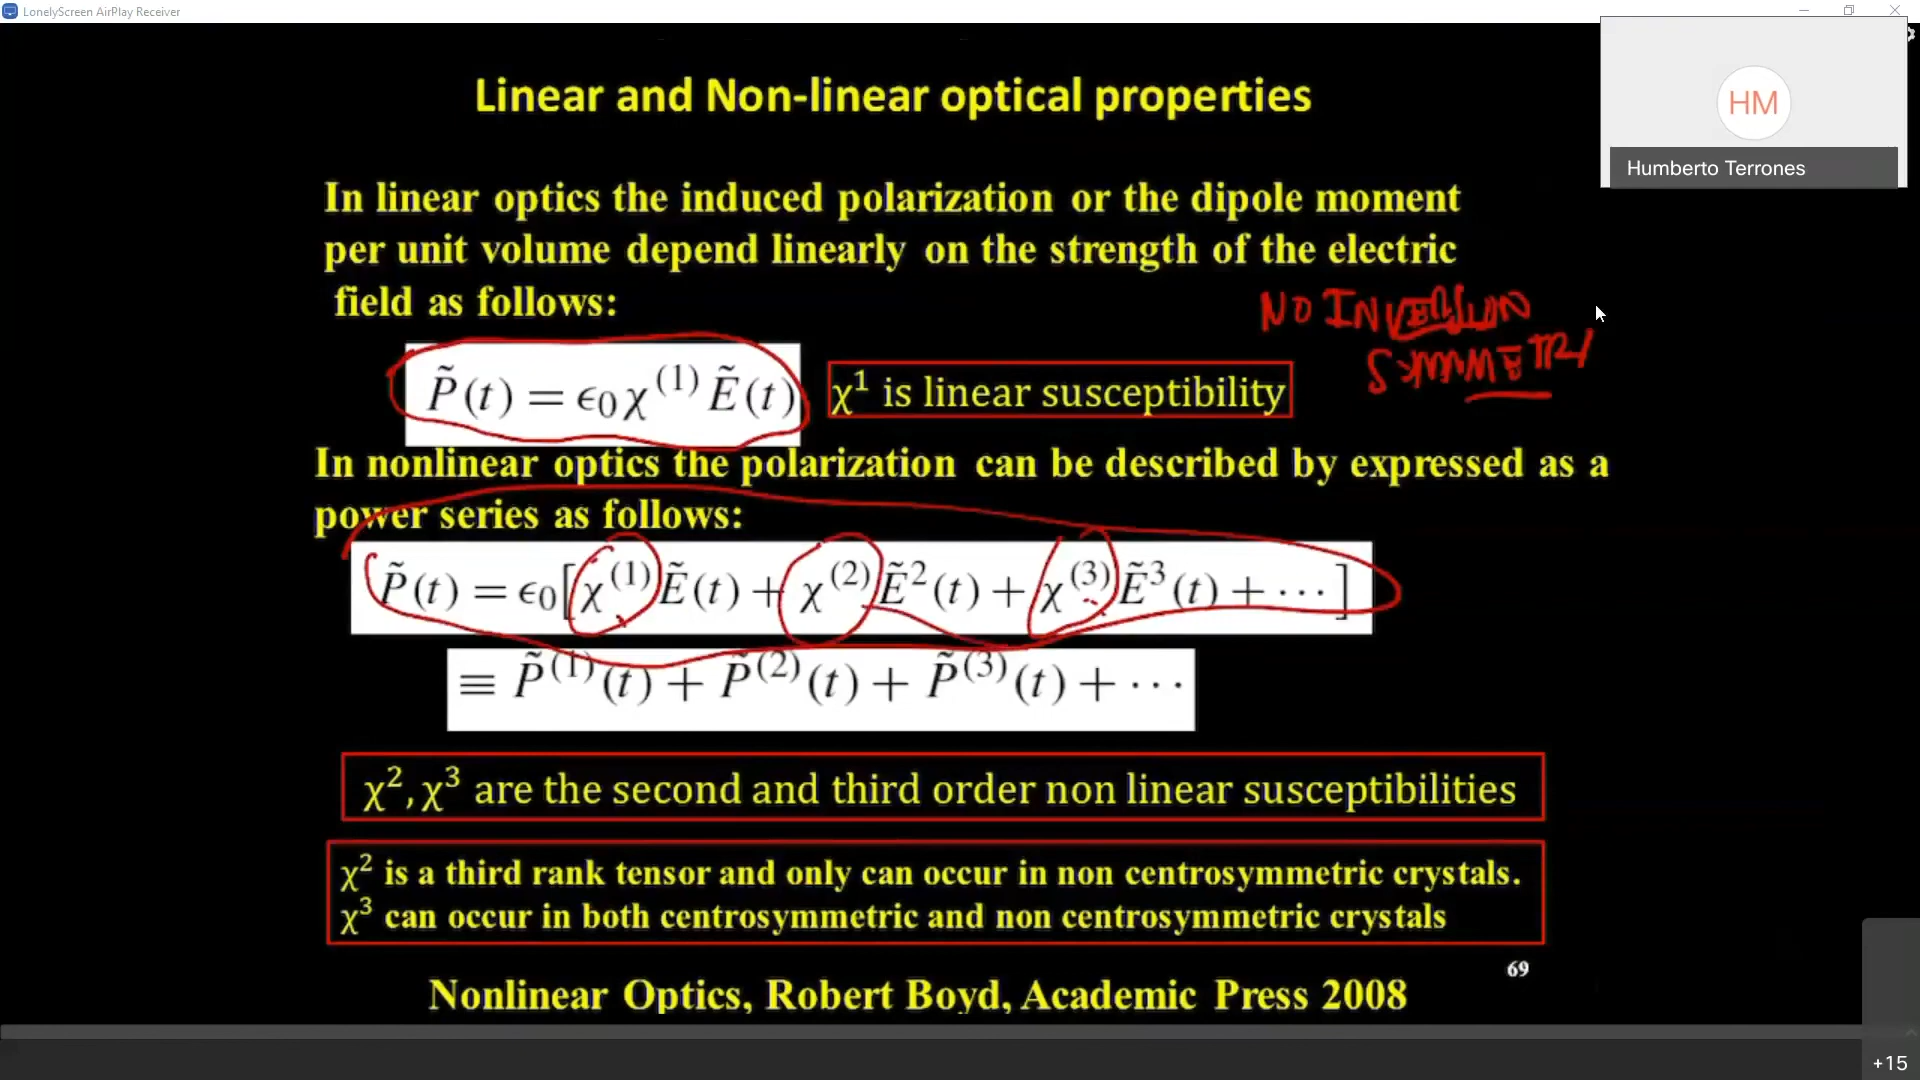 LonelyScreen AirPlay Receiver
HM
Humberto Terrones
Linear and Non-linear optical properties
In linear optics the induced polarization or the dipole moment
per unit volume depend linearly on the strength of the electric
field as follows:
NO INVERSION
SYMMETRY
P̃(t) = ϵ₀χ⁽¹⁾Ẽ(t)
χ¹ is linear susceptibility
In nonlinear optics the polarization can be described by expressed as a
power series as follows:
P̃(t) = ϵ₀[χ⁽¹⁾Ẽ(t) + χ⁽²⁾Ẽ²(t) + χ⁽³⁾Ẽ³(t) + ⋯]
≡ P̃⁽¹⁾(t) + P̃⁽²⁾(t) + P̃⁽³⁾(t) + ⋯
χ², χ³ are the second and third order non linear susceptibilities
χ² is a third rank tensor and only can occur in non centrosymmetric crystals.
χ³ can occur in both centrosymmetric and non centrosymmetric crystals
69
Nonlinear Optics, Robert Boyd, Academic Press 2008
+15